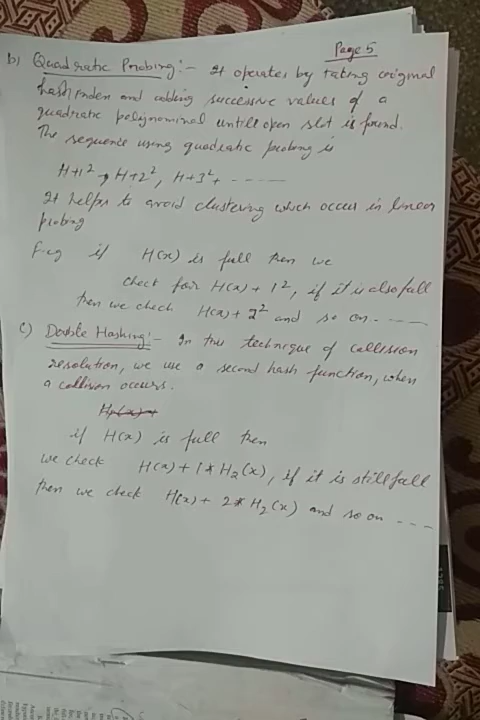 Page 5
b) Quadratic Probing:- It operates by taking original
hash index and adding successive values of a
quadratic polynominal untill open slot is found.
The sequence using quadratic probing is
H+1², H+2², H+3², - - - - -
It helps to avoid clustering which occur in linear
probing
F-eg if H(x) is full then we
check for H(x) + 1², if it is also full
then we check H(x) + 2² and so on - - - -
c) Double Hashing:- In this technique of collision
resolution, we use a second hash function, when
a collision occurs.
if H(x) is full then
we check H(x) + 1 * H₂(x), if it is still full
then we check H(x) + 2 * H₂(x) and so on - - - -